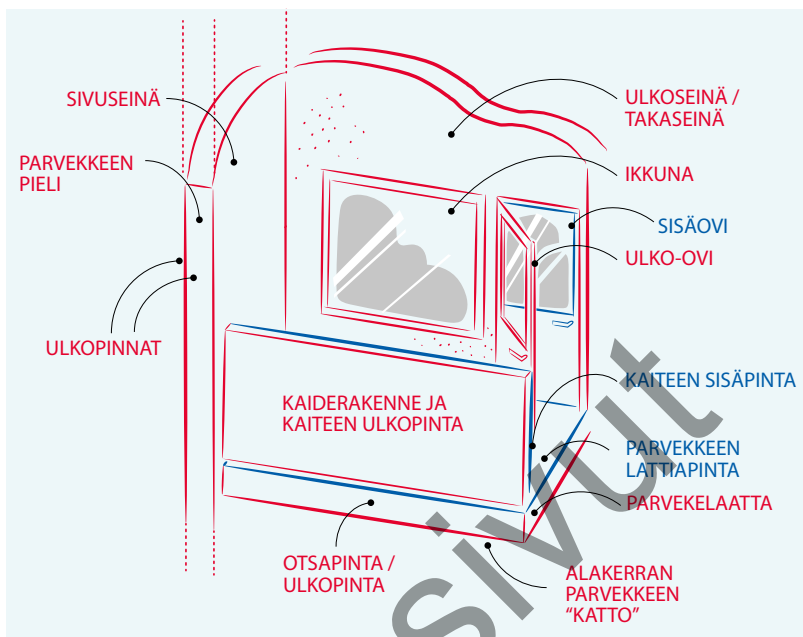 SIVUSEINÄ
PARVEKKEEN
PIELI
ULKOPINNAT
ULKOSEINÄ /
TAKASEINÄ
IKKUNA
SISÄOVI
ULKO-OVI
KAIDERAKENNE JA
KAITEEN ULKOPINTA
KAITEEN SISÄPINTA
PARVEKKEEN
LATTIAPINTA
PARVEKELAATTA
OTSAPINTA /
ULKOPINTA
ALAKERRAN
PARVEKKEEN
“KATTO”
sivut